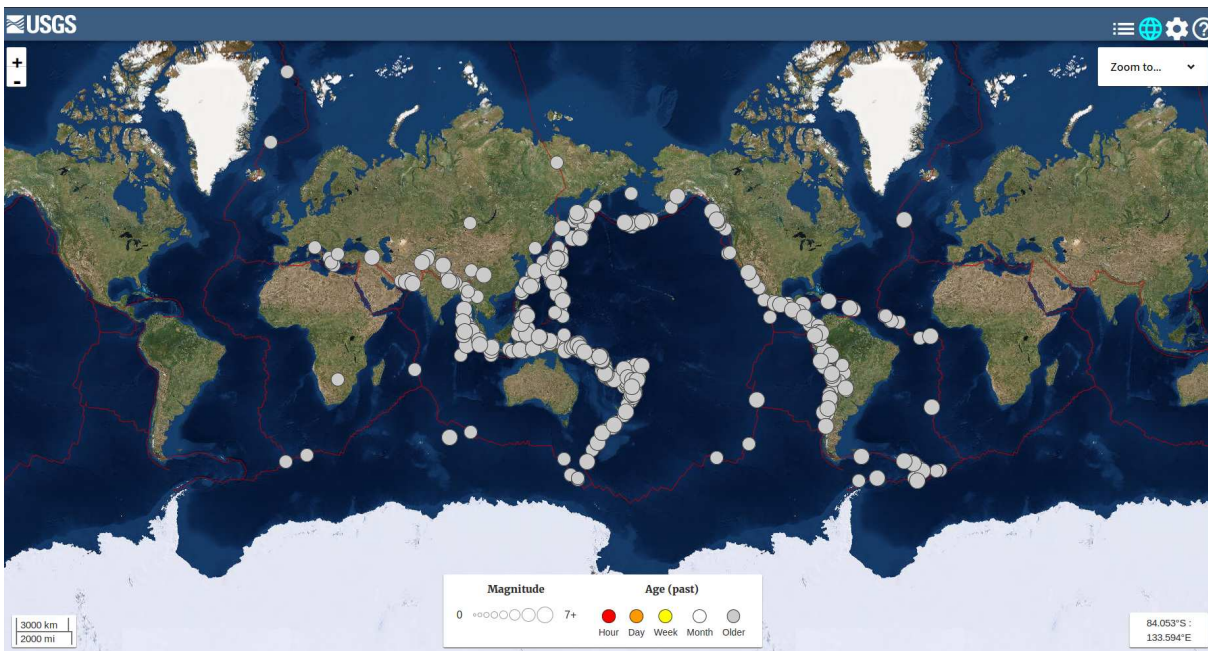 USGS
+
-
Zoom to...
Magnitude
0 7+
Age (past)
Hour Day Week Month Older
3000 km
2000 mi
84.053°S :
133.594°E